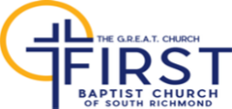 THE G.R.E.A.T. CHURCH
FIRST
BAPTIST CHURCH
OF SOUTH RICHMOND